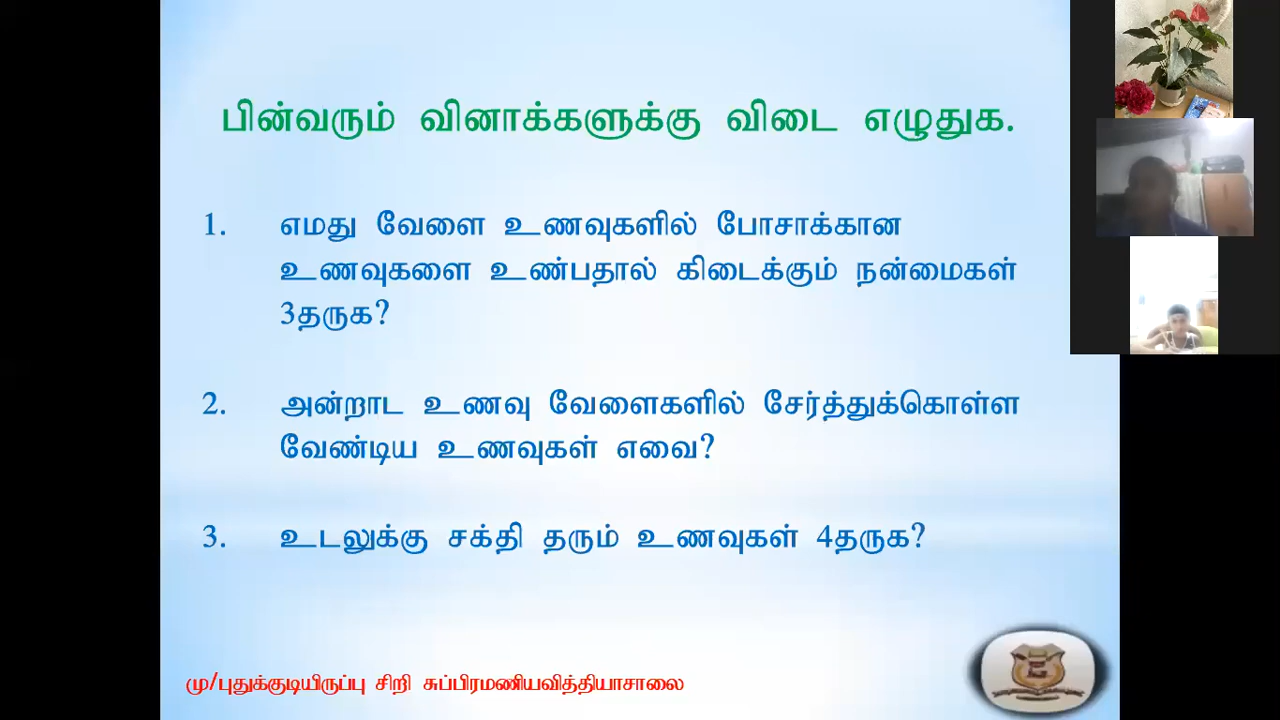 பின்வரும் வினாக்களுக்கு விடை எழுதுக.
1. எமது வேளை உணவுகளில் போசாக்கான
உணவுகளை உண்பதால் கிடைக்கும் நன்மைகள்
3தருக?
2. அன்றாட உணவு வேளைகளில் சேர்த்துக்கொள்ள
வேண்டிய உணவுகள் எவை?
3. உடலுக்கு சக்தி தரும் உணவுகள் 4தருக?
மு/புதுக்குடியிருப்பு சிறி சுப்பிரமணியவித்தியாசாலை